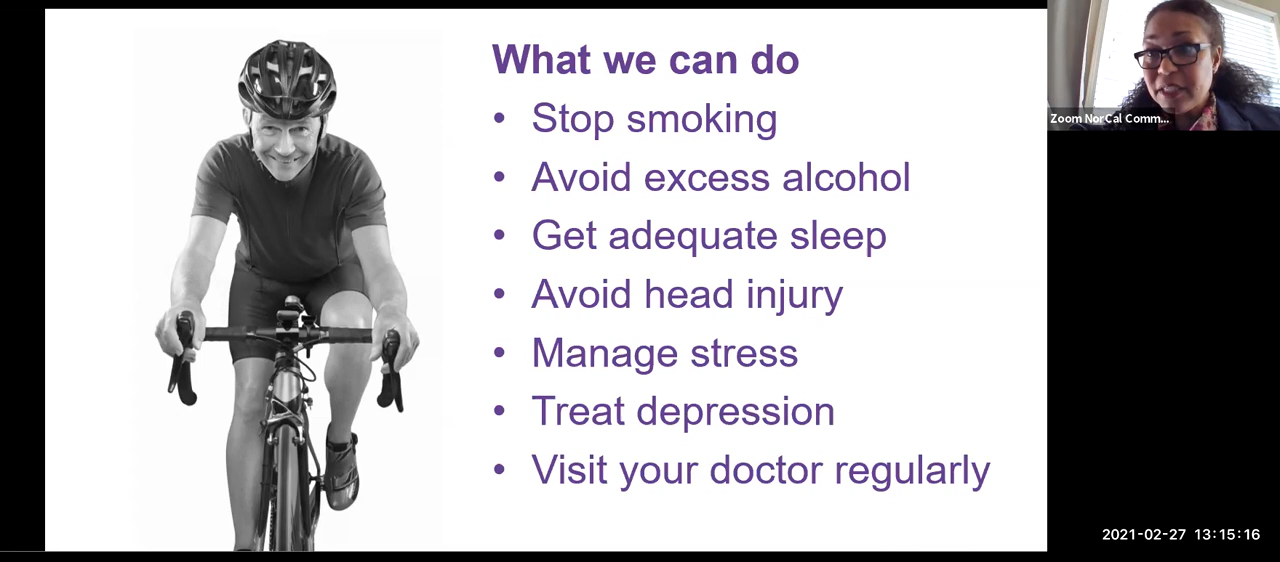 What we can do
• Stop smoking
• Avoid excess alcohol
• Get adequate sleep
• Avoid head injury
• Manage stress
• Treat depression
• Visit your doctor regularly
Zoom NorCal Comm...
2021-02-27 13:15:16